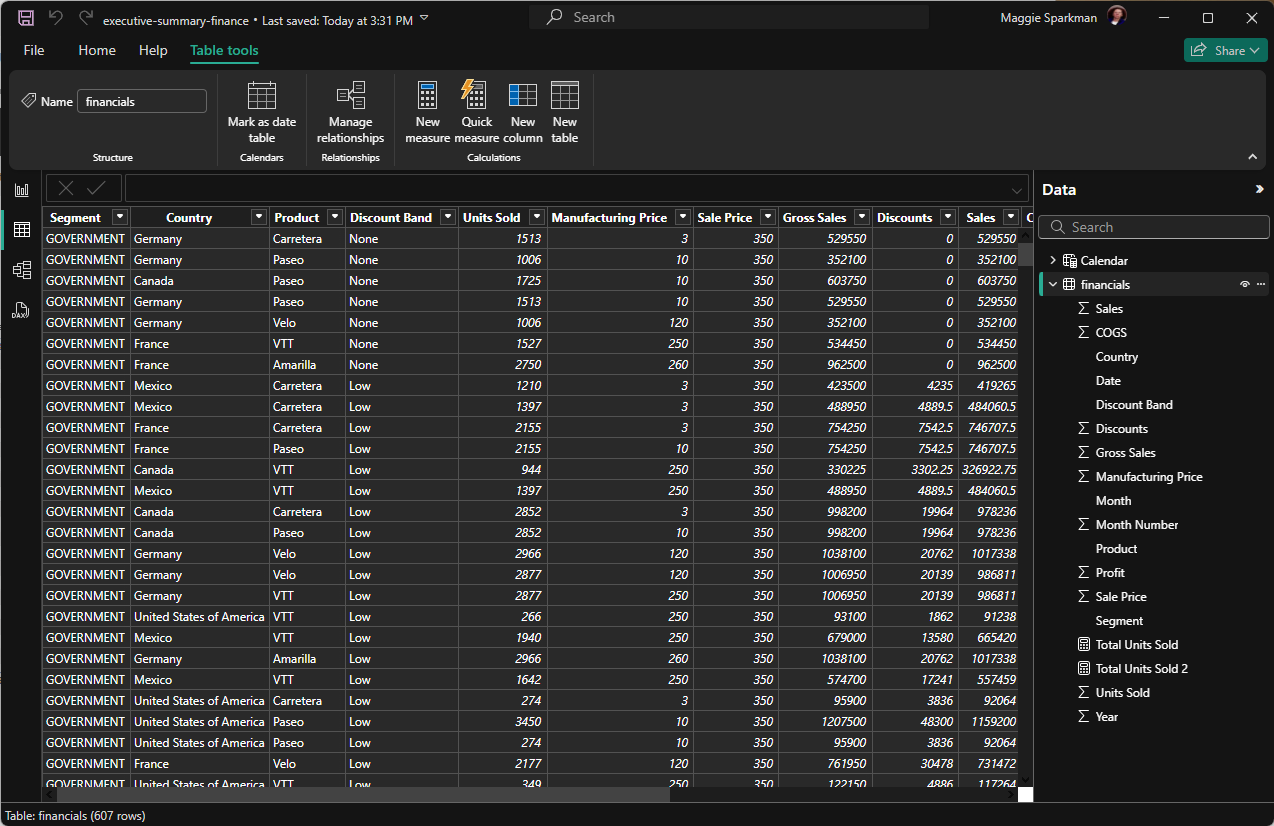 executive-summary-finance • Last saved: Today at 3:31 PM
Search
Maggie Sparkman
File Home Help Table tools
Share
Name financials
Mark as date table
Manage relationships
New measure
Quick measure
New column
New table
Structure Calendars Relationships Calculations
Data
Segment Country Product Discount Band Units Sold Manufacturing Price Sale Price Gross Sales Discounts Sales C
GOVERNMENT Germany Carretera None 1513 3 350 529550 0 529550
GOVERNMENT Germany Paseo None 1006 10 350 352100 0 352100
GOVERNMENT Canada Paseo None 1725 10 350 603750 0 603750
GOVERNMENT Germany Paseo None 1513 10 350 529550 0 529550
GOVERNMENT Germany Velo None 1006 120 350 352100 0 352100
GOVERNMENT France VTT None 1527 250 350 534450 0 534450
GOVERNMENT France Amarilla None 2750 260 350 962500 0 962500
GOVERNMENT Mexico Carretera Low 1210 3 350 423500 4235 419265
GOVERNMENT Mexico Carretera Low 1397 3 350 488950 4889.5 484060.5
GOVERNMENT France Carretera Low 2155 3 350 754250 7542.5 746707.5
GOVERNMENT France Paseo Low 2155 10 350 754250 7542.5 746707.5
GOVERNMENT Canada VTT Low 944 250 350 330225 3302.25 326922.75
GOVERNMENT Mexico VTT Low 1397 250 350 488950 4889.5 484060.5
GOVERNMENT Canada Carretera Low 2852 3 350 998200 19964 978236
GOVERNMENT Canada Paseo Low 2852 10 350 998200 19964 978236
GOVERNMENT Germany Velo Low 2966 120 350 1038100 20762 1017338
GOVERNMENT Germany Velo Low 2877 120 350 1006950 20139 986811
GOVERNMENT Germany VTT Low 2877 250 350 1006950 20139 986811
GOVERNMENT United States of America VTT Low 266 250 350 93100 1862 91238
GOVERNMENT Mexico VTT Low 1940 250 350 679000 13580 665420
GOVERNMENT Germany Amarilla Low 2966 260 350 1038100 20762 1017338
GOVERNMENT Mexico VTT Low 1642 250 350 574700 17241 557459
GOVERNMENT United States of America Carretera Low 274 3 350 95900 3836 92064
GOVERNMENT United States of America Paseo Low 3450 10 350 1207500 48300 1159200
GOVERNMENT United States of America Paseo Low 274 10 350 95900 3836 92064
GOVERNMENT France Velo Low 2177 120 350 761950 30478 731472
GOVERNMENT United States of America VTT Low 349 250 350 122150 4886 117264
DAX
Search
Calendar
financials
Sales
COGS
Country
Date
Discount Band
Discounts
Gross Sales
Manufacturing Price
Month
Month Number
Product
Profit
Sale Price
Segment
Total Units Sold
Total Units Sold 2
Units Sold
Year
Table: financials (607 rows)